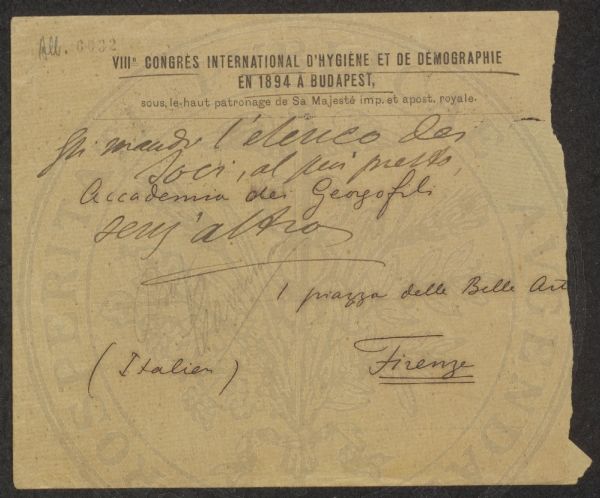 All. 6032
VIIIe CONGRÈS INTERNATIONAL D'HYGIÈNE ET DE DÉMOGRAPHIE
EN 1894 À BUDAPEST,
sous le haut patronage de Sa Majesté imp. et apost. royale.
gli mandi l'elenco dei
Soci, al più presto,
Accademia dei Georgofili
senz'altro
1 piazza delle Belle Art
(Italien)
Firenze